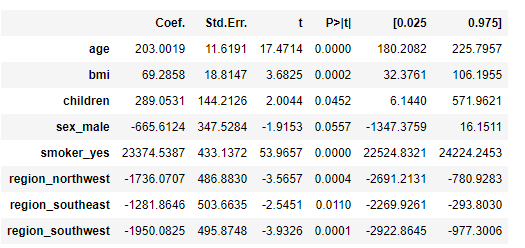 Coef. Std.Err. t P>|t| [0.025 0.975]
age 203.0019 11.6191 17.4714 0.0000 180.2082 225.7957
bmi 69.2858 18.8147 3.6825 0.0002 32.3761 106.1955
children 289.0531 144.2126 2.0044 0.0452 6.1440 571.9621
sex_male -665.6124 347.5284 -1.9153 0.0557 -1347.3759 16.1511
smoker_yes 23374.5387 433.1372 53.9657 0.0000 22524.8321 24224.2453
region_northwest -1736.0707 486.8830 -3.5657 0.0004 -2691.2131 -780.9283
region_southeast -1281.8646 503.6635 -2.5451 0.0110 -2269.9261 -293.8030
region_southwest -1950.0825 495.8748 -3.9326 0.0001 -2922.8645 -977.3006